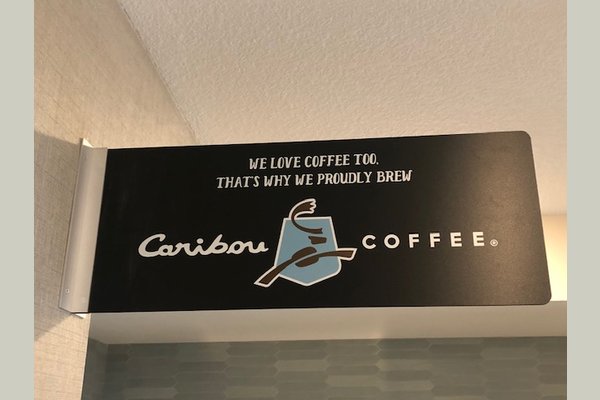 WE LOVE COFFEE TOO.
THAT'S WHY WE PROUDLY BREW
Caribou COFFEE®